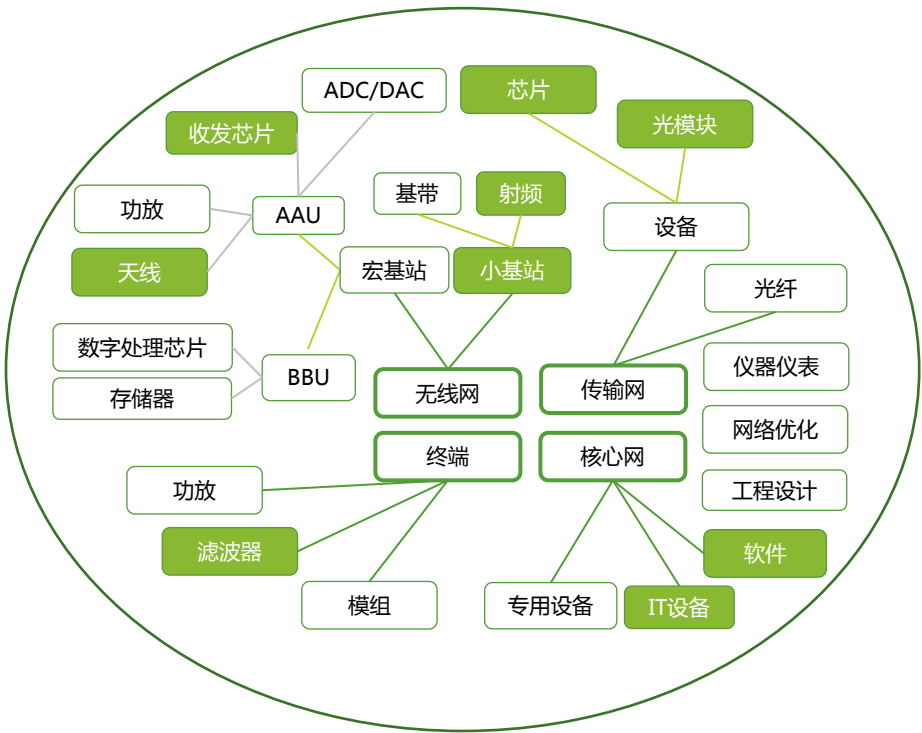 ADC/DAC
芯片
收发芯片
光模块
功放
AAU
基带
射频
设备
天线
宏基站
小基站
光纤
数字处理芯片
存储器
BBU
无线网
传输网
仪器仪表
网络优化
终端
核心网
工程设计
功放
滤波器
软件
模组
专用设备
IT设备